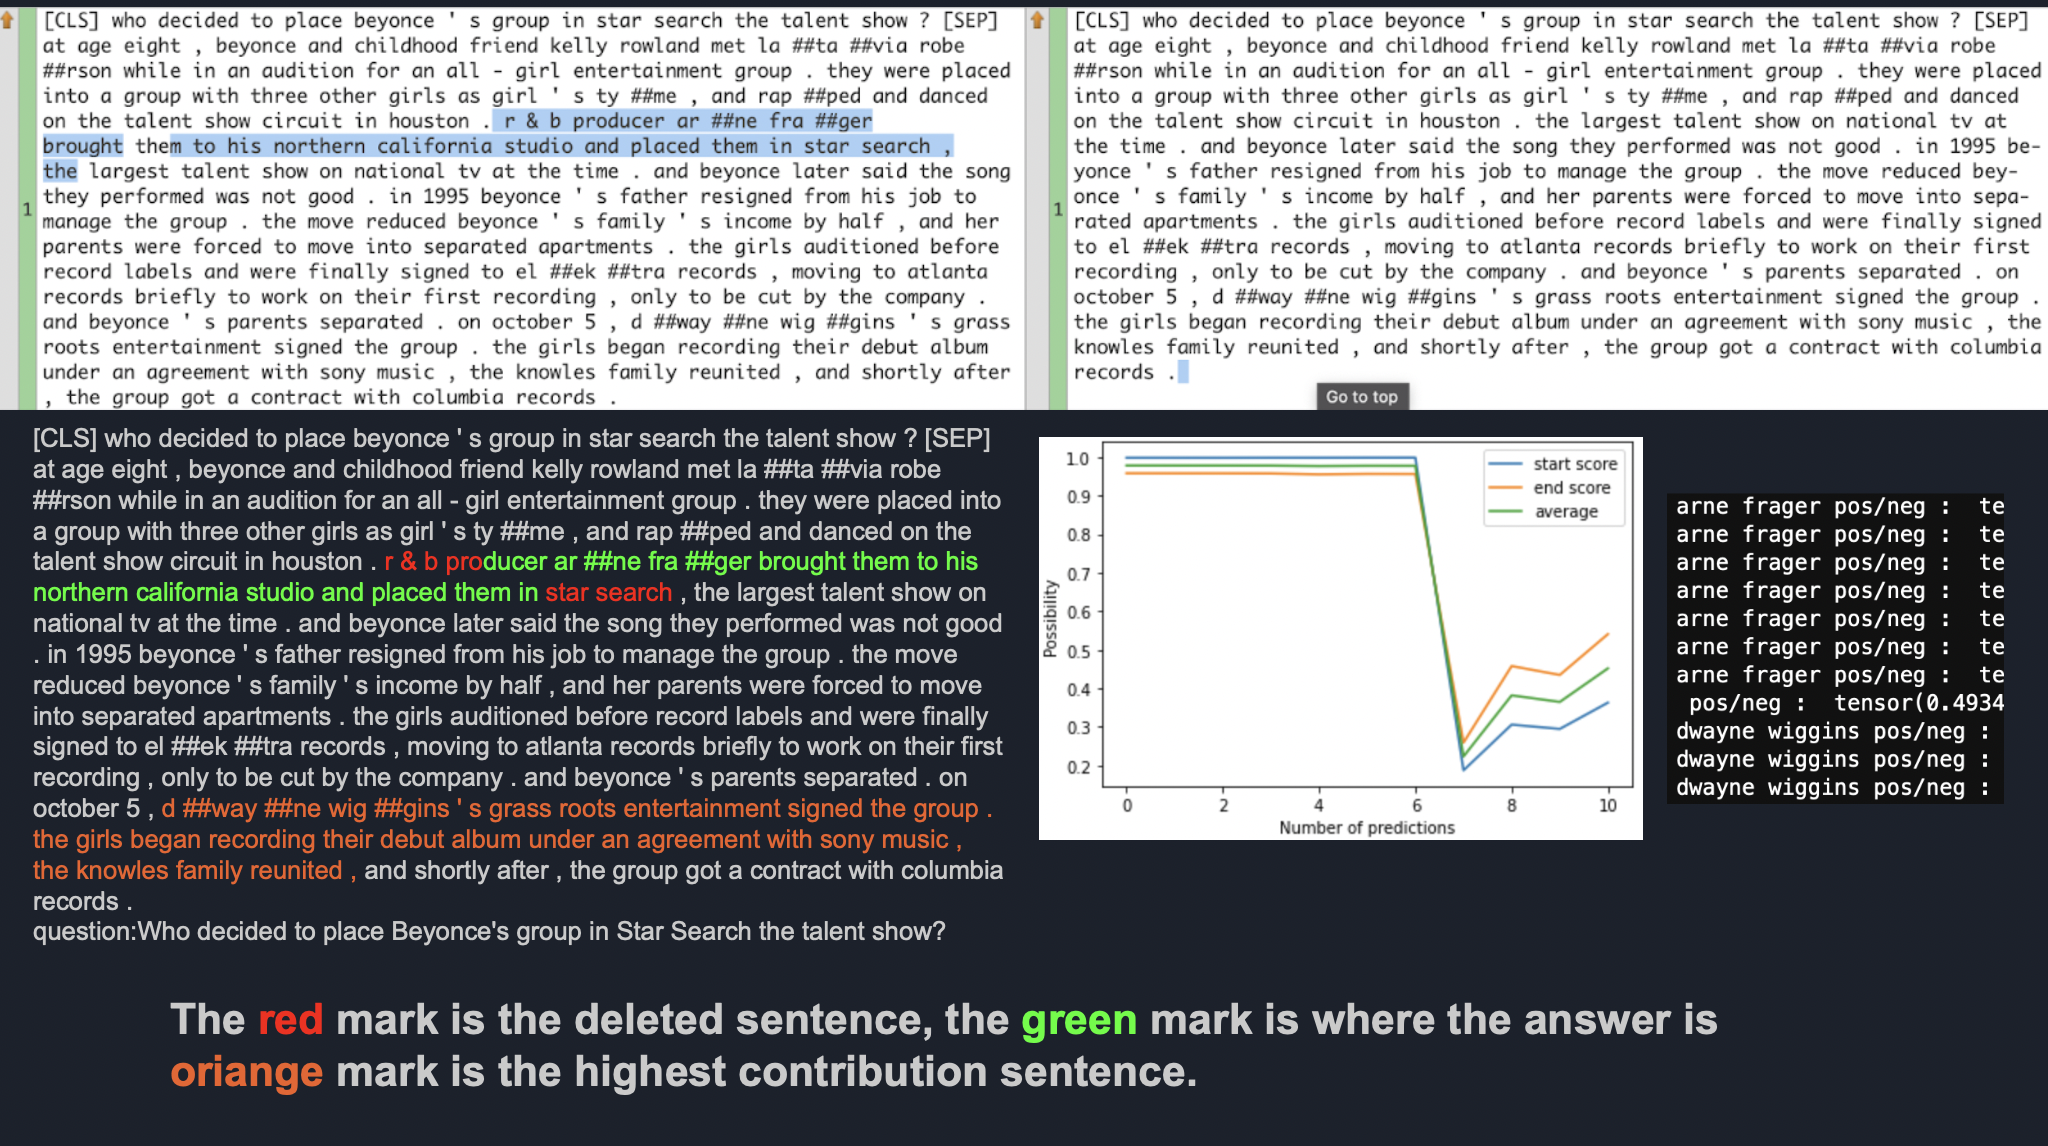 [CLS] who decided to place beyonce ' s group in star search the talent show ? [SEP]
at age eight , beyonce and childhood friend kelly rowland met la ##ta ##via robe
##rson while in an audition for an all - girl entertainment group . they were placed
into a group with three other girls as girl ' s ty ##me , and rap ##ped and danced
on the talent show circuit in houston . r & b producer ar ##ne fra ##ger
brought them to his northern california studio and placed them in star search ,
the largest talent show on national tv at the time . and beyonce later said the song
they performed was not good . in 1995 beyonce ' s father resigned from his job to
1
manage the group . the move reduced beyonce ' s family ' s income by half , and her
parents were forced to move into separated apartments . the girls auditioned before
record labels and were finally signed to el ##ek ##tra records , moving to atlanta
records briefly to work on their first recording , only to be cut by the company .
and beyonce ' s parents separated . on october 5 , d ##way ##ne wig ##gins ' s grass
roots entertainment signed the group . the girls began recording their debut album
under an agreement with sony music , the knowles family reunited , and shortly after
, the group got a contract with columbia records .
[CLS] who decided to place beyonce ' s group in star search the talent show ? [SEP]
at age eight , beyonce and childhood friend kelly rowland met la ##ta ##via robe
##rson while in an audition for an all - girl entertainment group . they were placed
into a group with three other girls as girl ' s ty ##me , and rap ##ped and danced
on the talent show circuit in houston . the largest talent show on national tv at
the time . and beyonce later said the song they performed was not good . in 1995 be-
yonce ' s father resigned from his job to manage the group . the move reduced bey-
once ' s family ' s income by half , and her parents were forced to move into sepa-
1
rated apartments . the girls auditioned before record labels and were finally signed
to el ##ek ##tra records , moving to atlanta records briefly to work on their first
recording , only to be cut by the company . and beyonce ' s parents separated . on
october 5 , d ##way ##ne wig ##gins ' s grass roots entertainment signed the group .
the girls began recording their debut album under an agreement with sony music , the
knowles family reunited , and shortly after , the group got a contract with columbia
records .
Go to top
[CLS] who decided to place beyonce ' s group in star search the talent show ? [SEP]
at age eight , beyonce and childhood friend kelly rowland met la ##ta ##via robe
##rson while in an audition for an all - girl entertainment group . they were placed into
a group with three other girls as girl ' s ty ##me , and rap ##ped and danced on the
talent show circuit in houston . r & b producer ar ##ne fra ##ger brought them to his
northern california studio and placed them in star search , the largest talent show on
national tv at the time . and beyonce later said the song they performed was not good
. in 1995 beyonce ' s father resigned from his job to manage the group . the move
reduced beyonce ' s family ' s income by half , and her parents were forced to move
into separated apartments . the girls auditioned before record labels and were finally
signed to el ##ek ##tra records , moving to atlanta records briefly to work on their first
recording , only to be cut by the company . and beyonce ' s parents separated . on
october 5 , d ##way ##ne wig ##gins ' s grass roots entertainment signed the group .
the girls began recording their debut album under an agreement with sony music ,
the knowles family reunited , and shortly after , the group got a contract with columbia
records .
question:Who decided to place Beyonce's group in Star Search the talent show?
start score
end score
average
1.0
0.9
0.8
0.7
0.6
0.5
0.4
0.3
0.2
Possibility
0 2 4 6 8 10
Number of predictions
arne frager pos/neg : te
arne frager pos/neg : te
arne frager pos/neg : te
arne frager pos/neg : te
arne frager pos/neg : te
arne frager pos/neg : te
arne frager pos/neg : te
pos/neg : tensor(0.4934
dwayne wiggins pos/neg :
dwayne wiggins pos/neg :
dwayne wiggins pos/neg :
The red mark is the deleted sentence, the green mark is where the answer is
oriange mark is the highest contribution sentence.